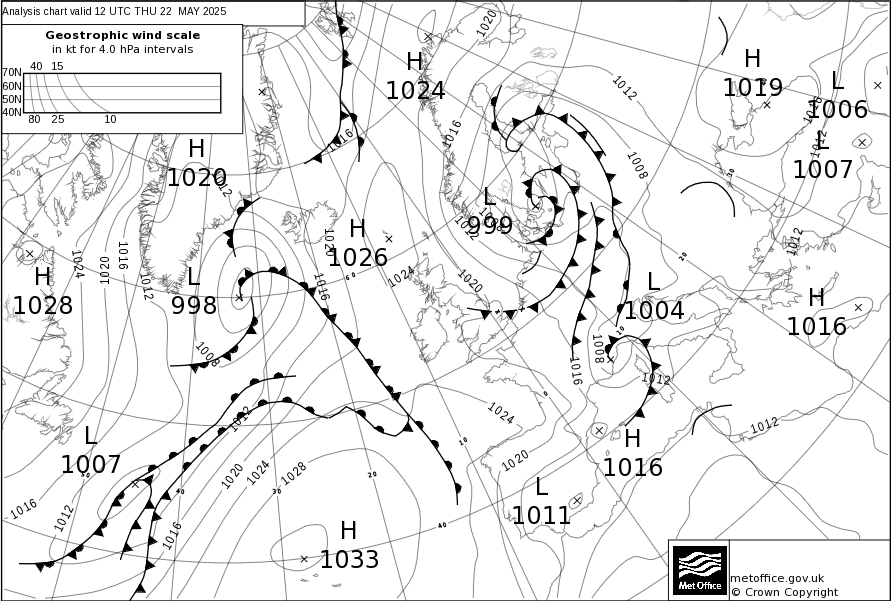 Analysis chart valid 12 UTC THU 22 MAY 2025
Geostrophic wind scale
in kt for 4.0 hPa intervals
40 15
70N
60N
50N
40N
80 25 10
H
1024
H
1019
L
1006
L
1007
H
1020
L
999
H
1026
H
1028
L
998
L
1004
H
1016
L
1007
H
1016
L
1011
H
1033
1020
1012
1016
1016
1008
1016
1012
1012
1012
1012
1008
1020
1024
1020
1016
1012
1016
1024
1020
1008
1008
1016
1012
1012
1012
1024
1020
1020
1024
1028
1016
1012
1016
30
20
60
10
0
10
20
30
40
50
40
Met Office
metoffice.gov.uk
© Crown Copyright